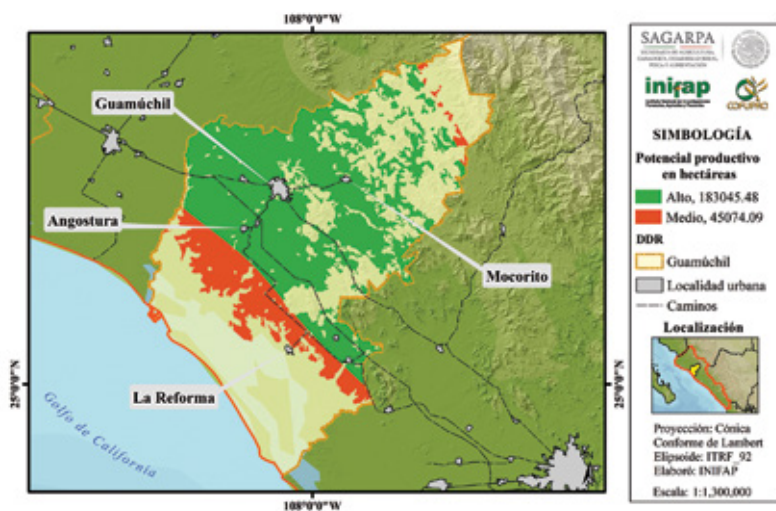 108°0'0"W
Guamúchil
Angostura
Mocorito
La Reforma
Golfo de California
25°0'0"N
25°0'0"N
108°0'0"W
SAGARPA
inifap
COFUPRO
SIMBOLOGÍA
Potencial productivo
en hectáreas
Alto, 183045.48
Medio, 45074.09
DDR
Guamúchil
Localidad urbana
Caminos
Localización
Proyección: Cónica
Conforme de Lambert
Elipsoide: ITRF_92
Elaboró: INIFAP
Escala: 1:1,300,000